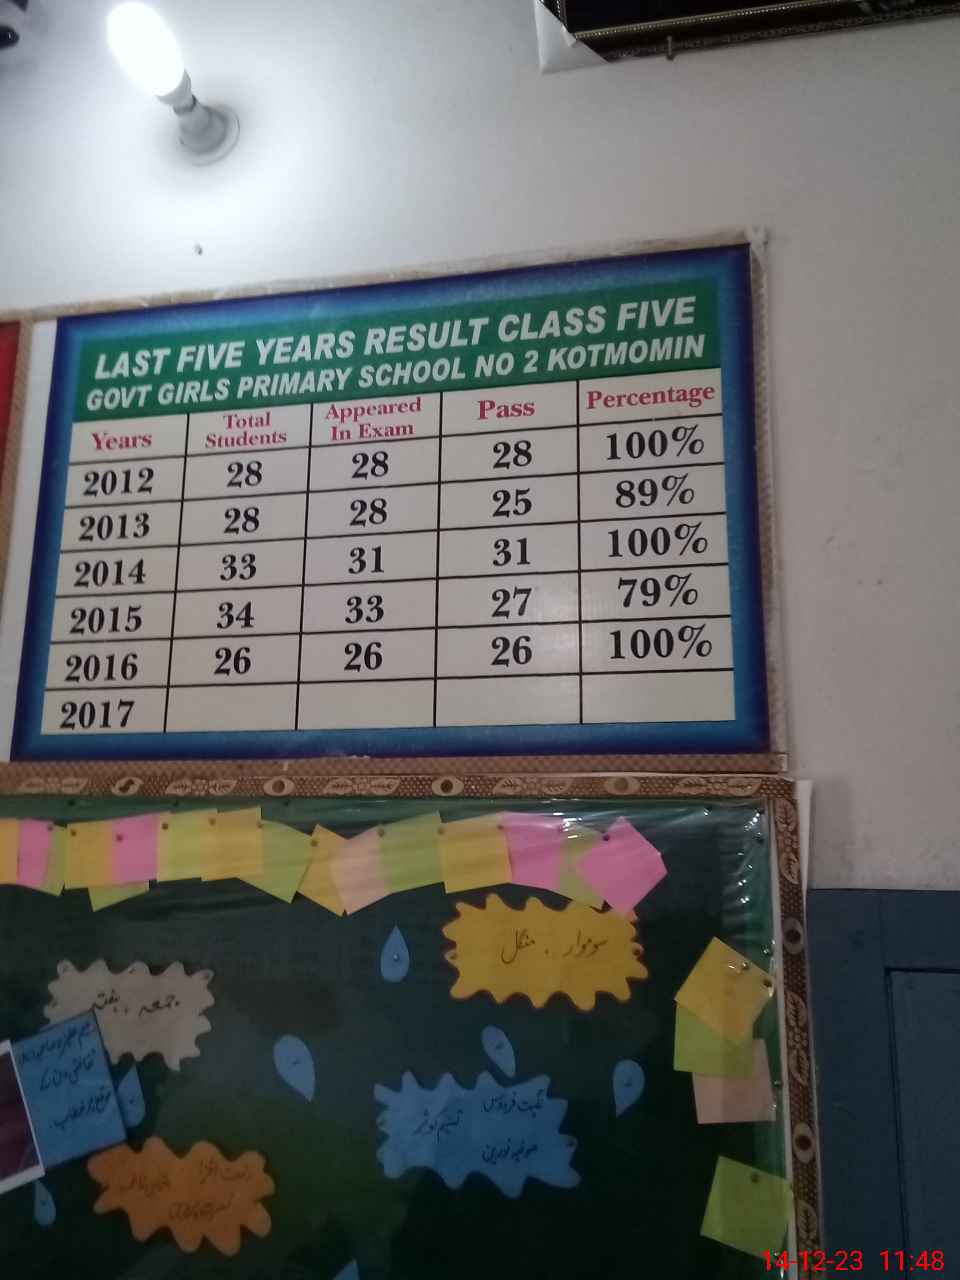 LAST FIVE YEARS RESULT CLASS FIVE
GOVT GIRLS PRIMARY SCHOOL NO 2 KOTMOMIN
Years Total Students Appeared In Exam Pass Percentage
2012 28 28 28 100%
2013 28 28 25 89%
2014 33 31 31 100%
2015 34 33 27 79%
2016 26 26 26 100%
2017
سوموار . منگل
جمعہ . ہفتہ
14-12-23 11:48